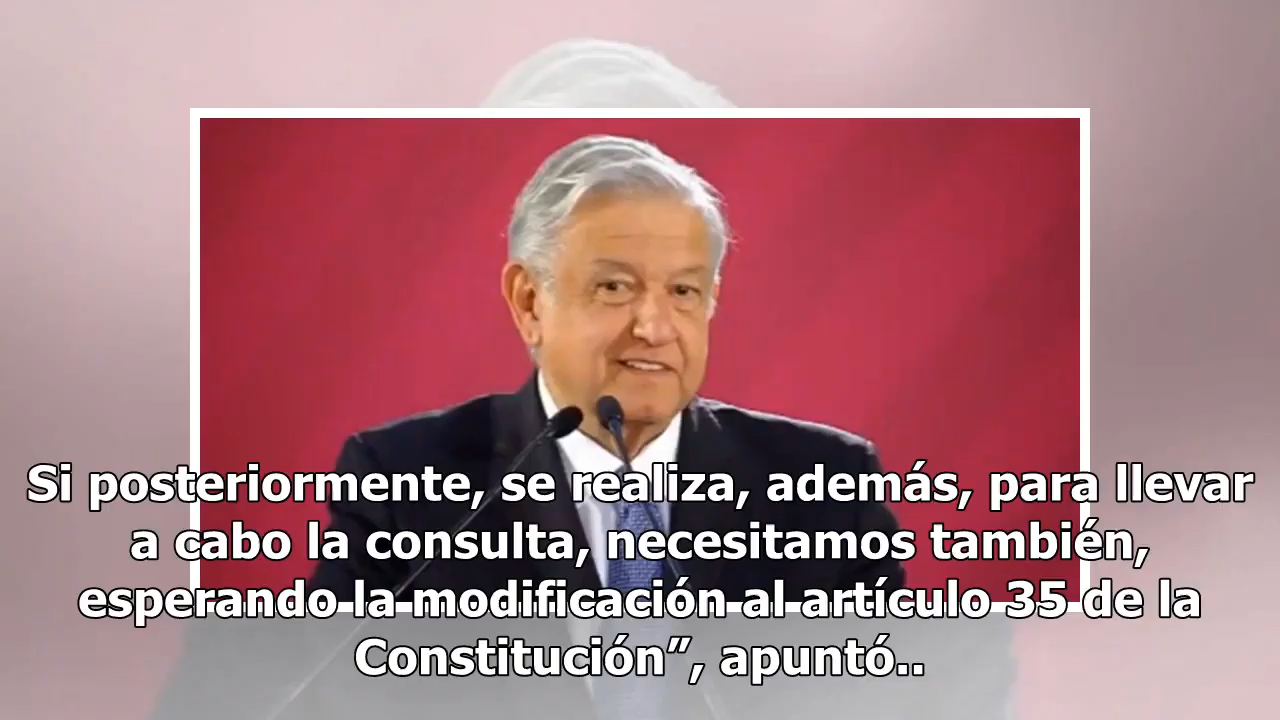 Si posteriormente, se realiza, además, para llevar
a cabo la consulta, necesitamos también,
esperando la modificación al artículo 35 de la
Constitución”, apuntó..